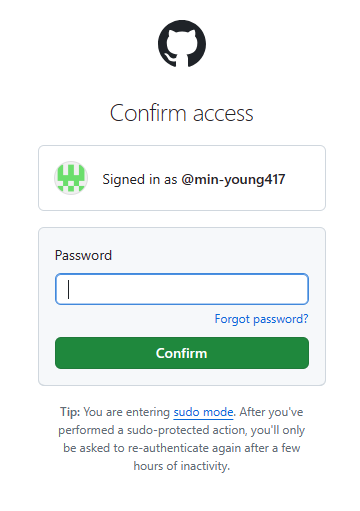 Confirm access
Signed in as @min-young417
Password
Forgot password?
Confirm
Tip: You are entering sudo mode. After you've
performed a sudo-protected action, you'll only
be asked to re-authenticate again after a few
hours of inactivity.